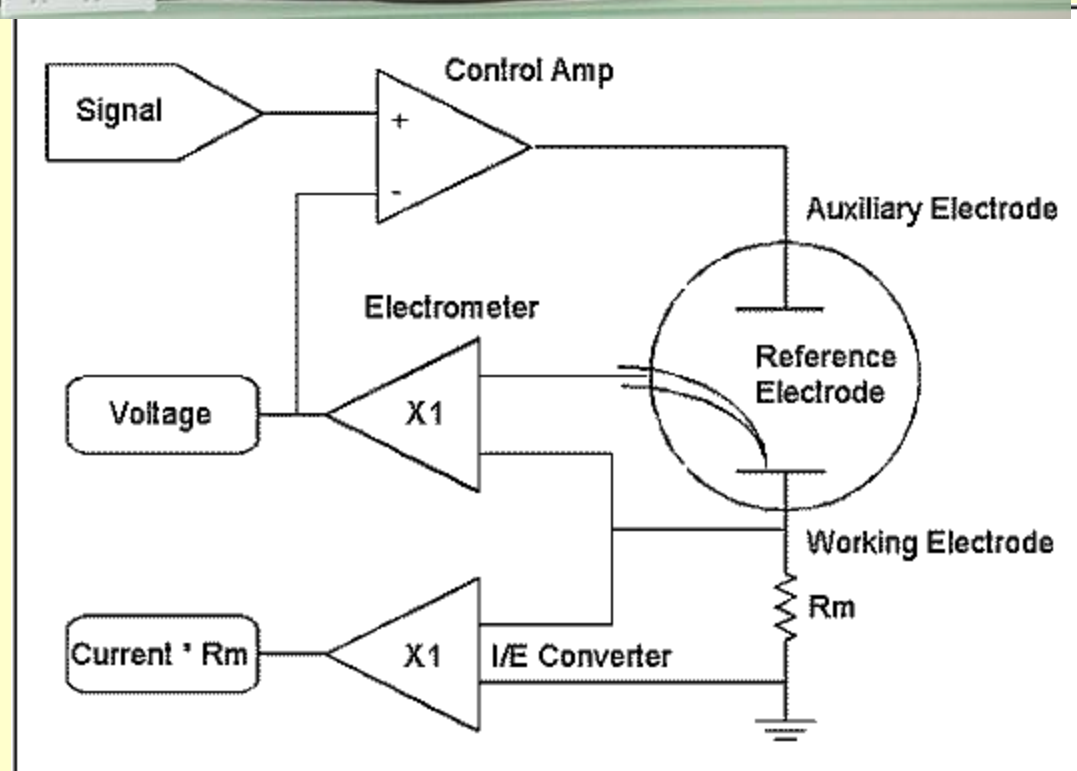 Control Amp
Signal
+
-
Auxiliary Electrode
Electrometer
Reference
Electrode
Voltage
X1
Working Electrode
Rm
Current * Rm
X1
I/E Converter